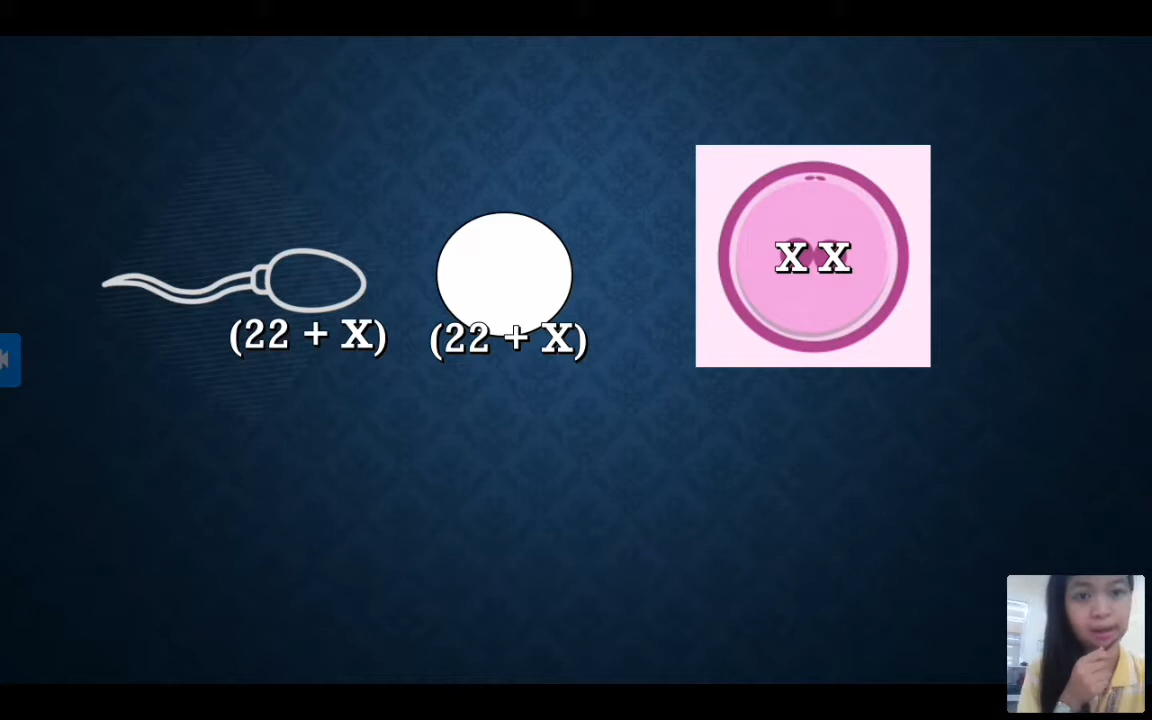 (22 + X)
(22 + X)
X X